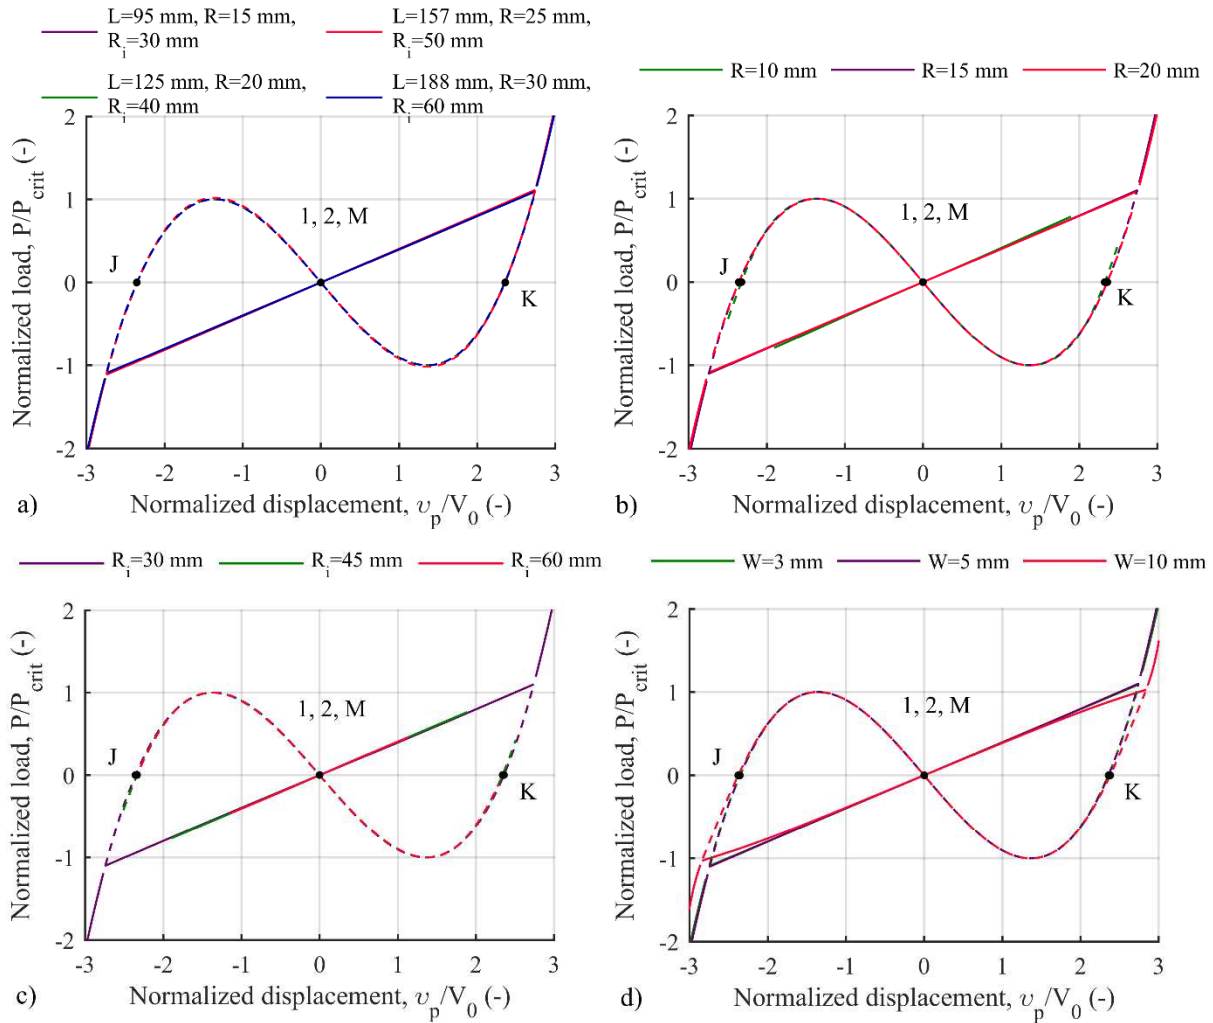 L=95 mm, R=15 mm,
R_i=30 mm
L=157 mm, R=25 mm,
R_i=50 mm
L=125 mm, R=20 mm,
R_i=40 mm
L=188 mm, R=30 mm,
R_i=60 mm
2
1
0
-1
-2
-3 -2 -1 0 1 2 3
Normalized load, P/P_crit (-)
Normalized displacement, υ_p/V_0 (-)
J
1, 2, M
K
a)
R=10 mm R=15 mm R=20 mm
2
1
0
-1
-2
-3 -2 -1 0 1 2 3
Normalized load, P/P_crit (-)
Normalized displacement, υ_p/V_0 (-)
J
1, 2, M
K
b)
R_i=30 mm R_i=45 mm R_i=60 mm
2
1
0
-1
-2
-3 -2 -1 0 1 2 3
Normalized load, P/P_crit (-)
Normalized displacement, υ_p/V_0 (-)
J
1, 2, M
K
c)
W=3 mm W=5 mm W=10 mm
2
1
0
-1
-2
-3 -2 -1 0 1 2 3
Normalized load, P/P_crit (-)
Normalized displacement, υ_p/V_0 (-)
J
1, 2, M
K
d)